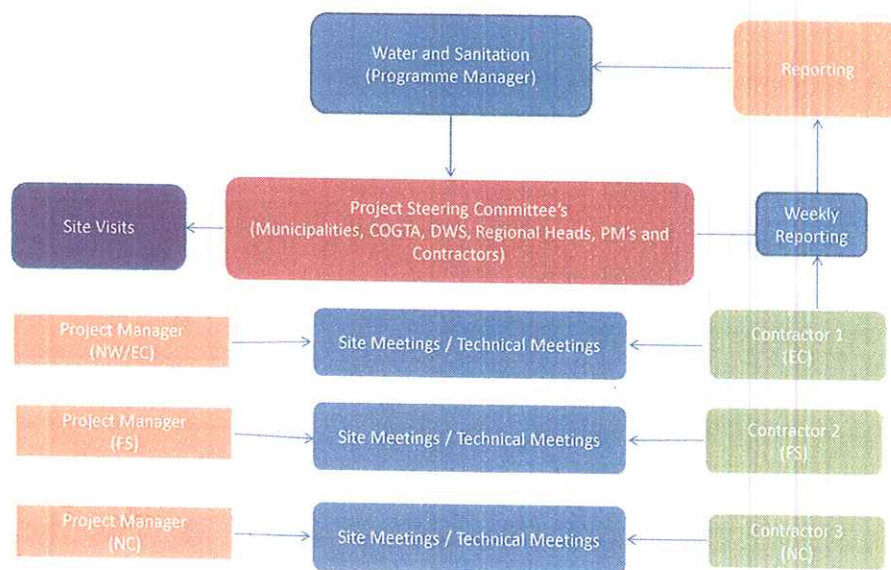 Water and Sanitation
(Programme Manager)
Reporting
Project Steering Committee's
(Municipalities, COGTA, DWS, Regional Heads, PM's and
Contractors)
Site Visits
Weekly
Reporting
Project Manager
(NW/EC)
Site Meetings / Technical Meetings
Contractor 1
(EC)
Project Manager
(FS)
Site Meetings / Technical Meetings
Contractor 2
(FS)
Project Manager
(NC)
Site Meetings / Technical Meetings
Contractor 3
(NC)